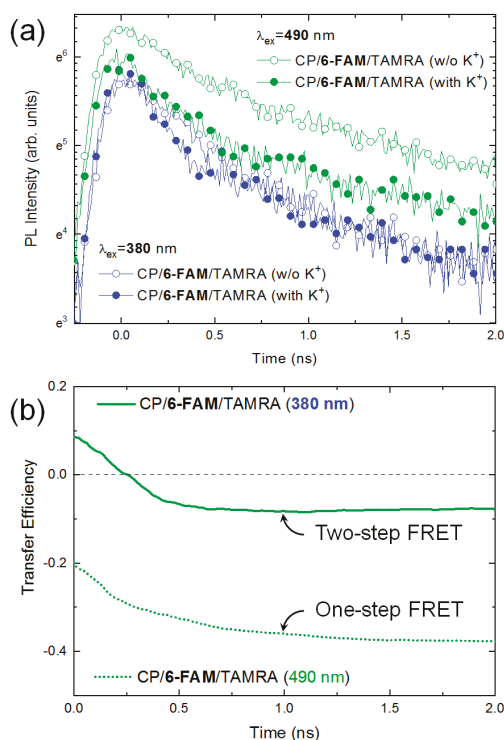 (a)
λex=490 nm
CP/6-FAM/TAMRA (w/o K+)
CP/6-FAM/TAMRA (with K+)
e^6
e^5
e^4
e^3
PL Intensity (arb. units)
λex=380 nm
CP/6-FAM/TAMRA (w/o K+)
CP/6-FAM/TAMRA (with K+)
0.0 0.5 1.0 1.5 2.0
Time (ns)
(b)
0.2
0.0
-0.2
-0.4
Transfer Efficiency
CP/6-FAM/TAMRA (380 nm)
Two-step FRET
One-step FRET
CP/6-FAM/TAMRA (490 nm)
0.0 0.5 1.0 1.5 2.0
Time (ns)